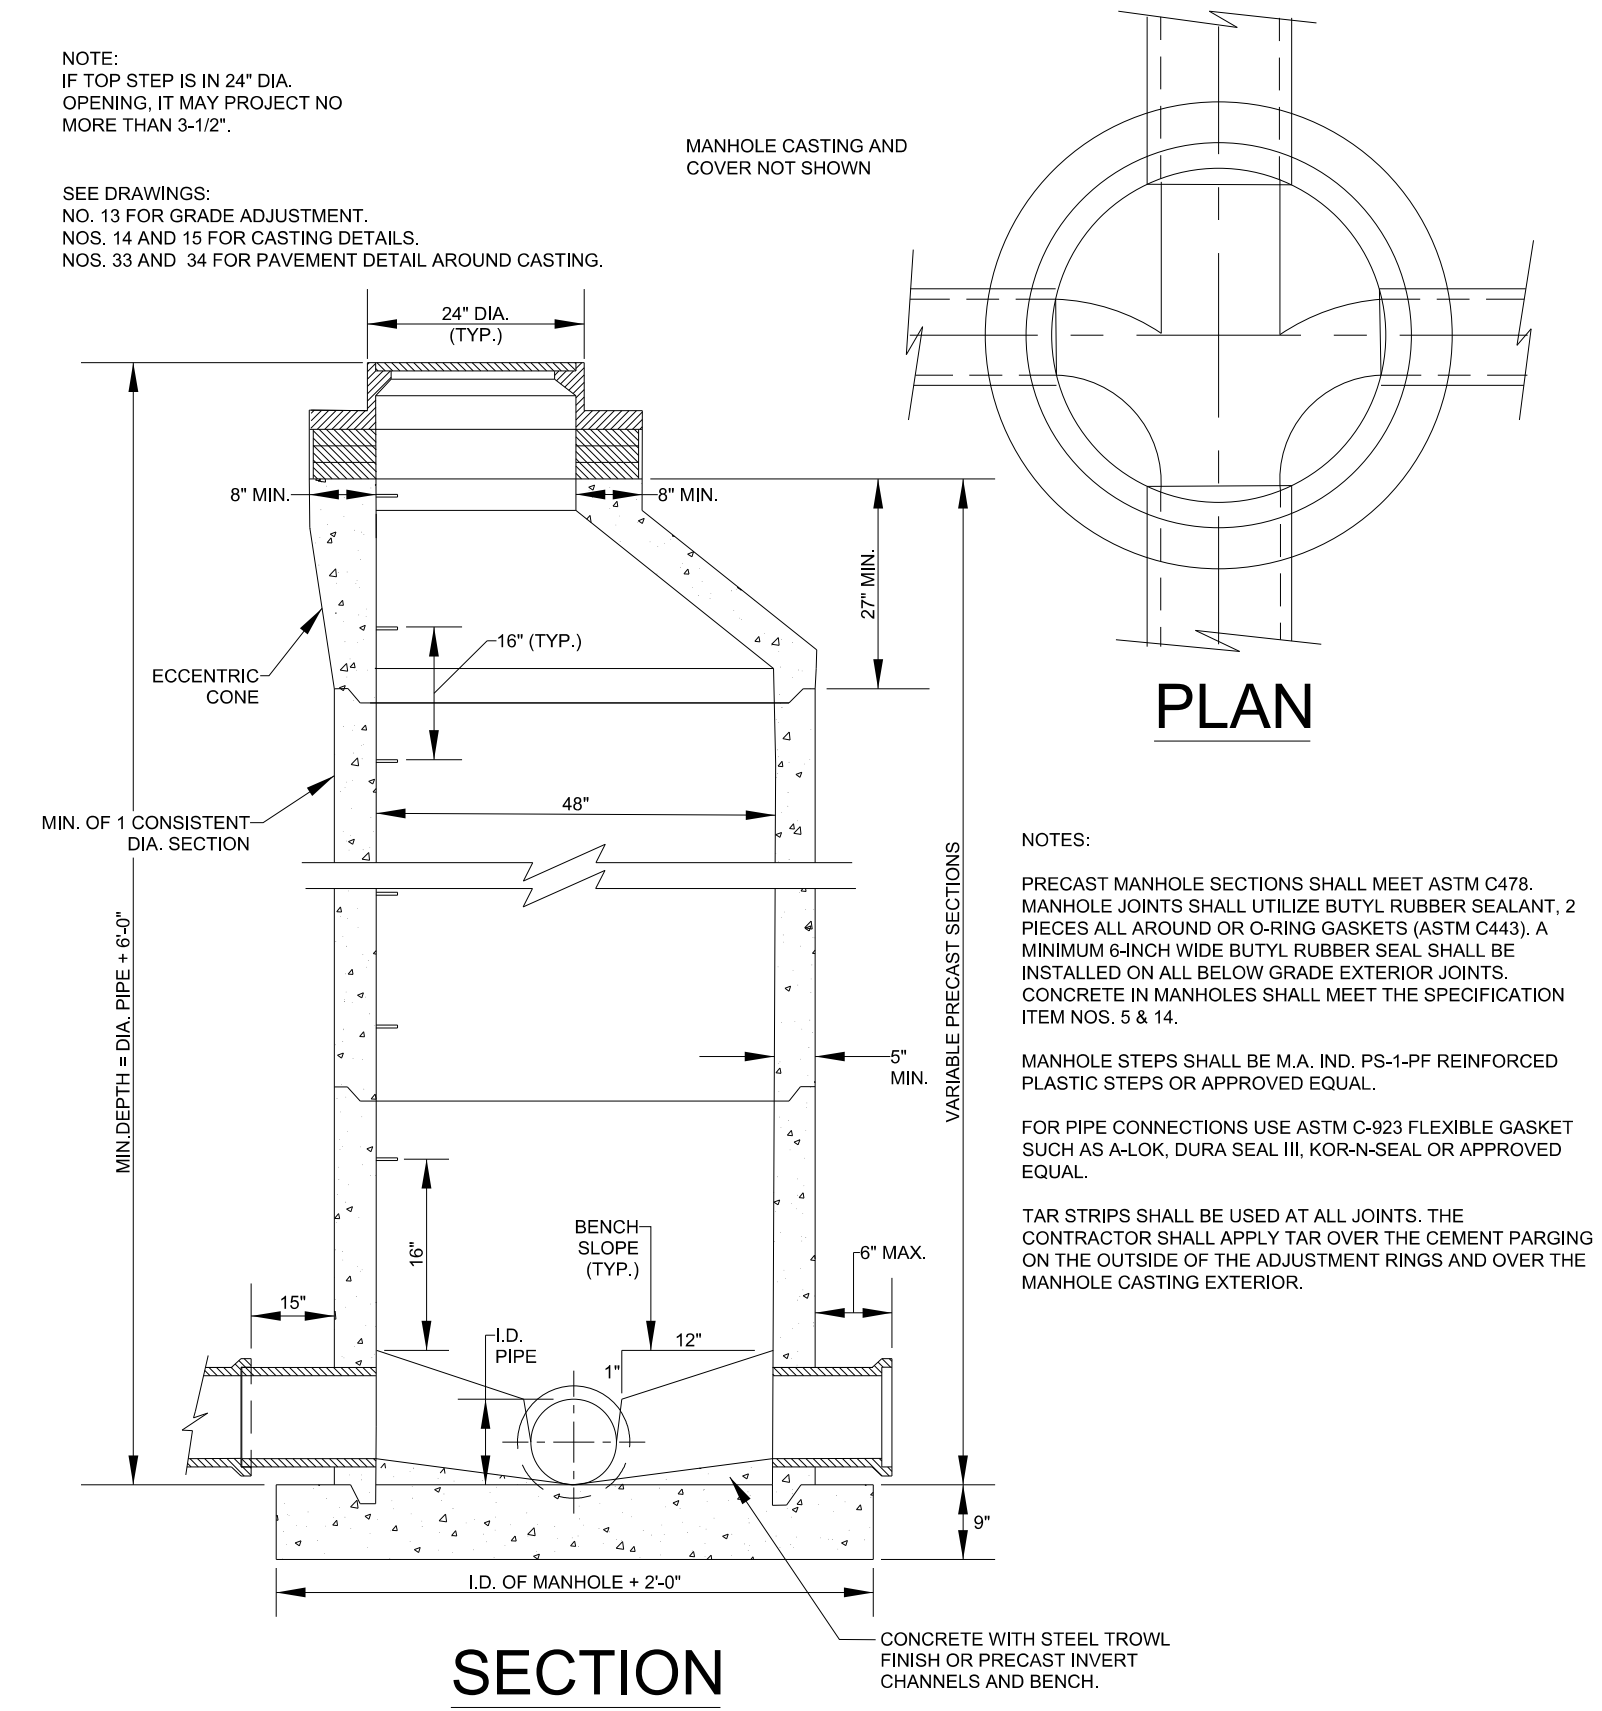 NOTE:
IF TOP STEP IS IN 24" DIA.
OPENING, IT MAY PROJECT NO
MORE THAN 3-1/2".
SEE DRAWINGS:
NO. 13 FOR GRADE ADJUSTMENT.
NOS. 14 AND 15 FOR CASTING DETAILS.
NOS. 33 AND 34 FOR PAVEMENT DETAIL AROUND CASTING.
MANHOLE CASTING AND
COVER NOT SHOWN
24" DIA.
(TYP.)
8" MIN.
8" MIN.
27" MIN.
16" (TYP.)
ECCENTRIC
CONE
PLAN
48"
MIN. OF 1 CONSISTENT
DIA. SECTION
MIN.DEPTH = DIA. PIPE + 6'-0"
VARIABLE PRECAST SECTIONS
5"
MIN.
NOTES:
PRECAST MANHOLE SECTIONS SHALL MEET ASTM C478.
MANHOLE JOINTS SHALL UTILIZE BUTYL RUBBER SEALANT, 2
PIECES ALL AROUND OR O-RING GASKETS (ASTM C443). A
MINIMUM 6-INCH WIDE BUTYL RUBBER SEAL SHALL BE
INSTALLED ON ALL BELOW GRADE EXTERIOR JOINTS.
CONCRETE IN MANHOLES SHALL MEET THE SPECIFICATION
ITEM NOS. 5 & 14.
MANHOLE STEPS SHALL BE M.A. IND. PS-1-PF REINFORCED
PLASTIC STEPS OR APPROVED EQUAL.
FOR PIPE CONNECTIONS USE ASTM C-923 FLEXIBLE GASKET
SUCH AS A-LOK, DURA SEAL III, KOR-N-SEAL OR APPROVED
EQUAL.
TAR STRIPS SHALL BE USED AT ALL JOINTS. THE
CONTRACTOR SHALL APPLY TAR OVER THE CEMENT PARGING
ON THE OUTSIDE OF THE ADJUSTMENT RINGS AND OVER THE
MANHOLE CASTING EXTERIOR.
16"
BENCH
SLOPE
(TYP.)
6" MAX.
15"
I.D.
PIPE
12"
1"
9"
I.D. OF MANHOLE + 2'-0"
CONCRETE WITH STEEL TROWL
FINISH OR PRECAST INVERT
CHANNELS AND BENCH.
SECTION